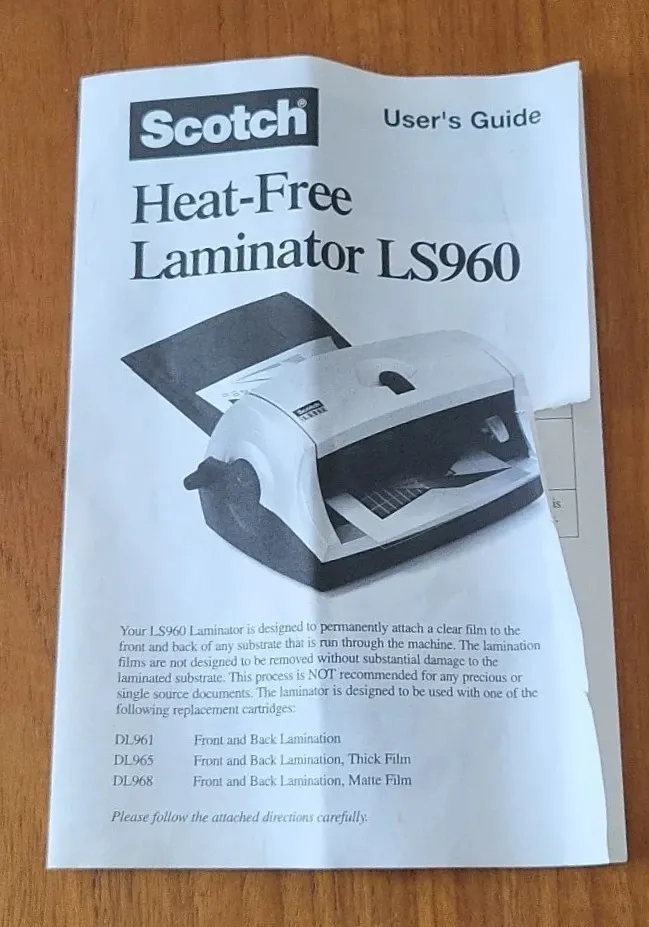 Scotch®
User's Guide
Heat-Free
Laminator LS960
Scotch
Your LS960 Laminator is designed to permanently attach a clear film to the
front and back of any substrate that is run through the machine. The lamination
films are not designed to be removed without substantial damage to the
laminated substrate. This process is NOT recommended for any precious or
single source documents. The laminator is designed to be used with one of the
following replacement cartridges:
DL961 Front and Back Lamination
DL965 Front and Back Lamination, Thick Film
DL968 Front and Back Lamination, Matte Film
Please follow the attached directions carefully.
is